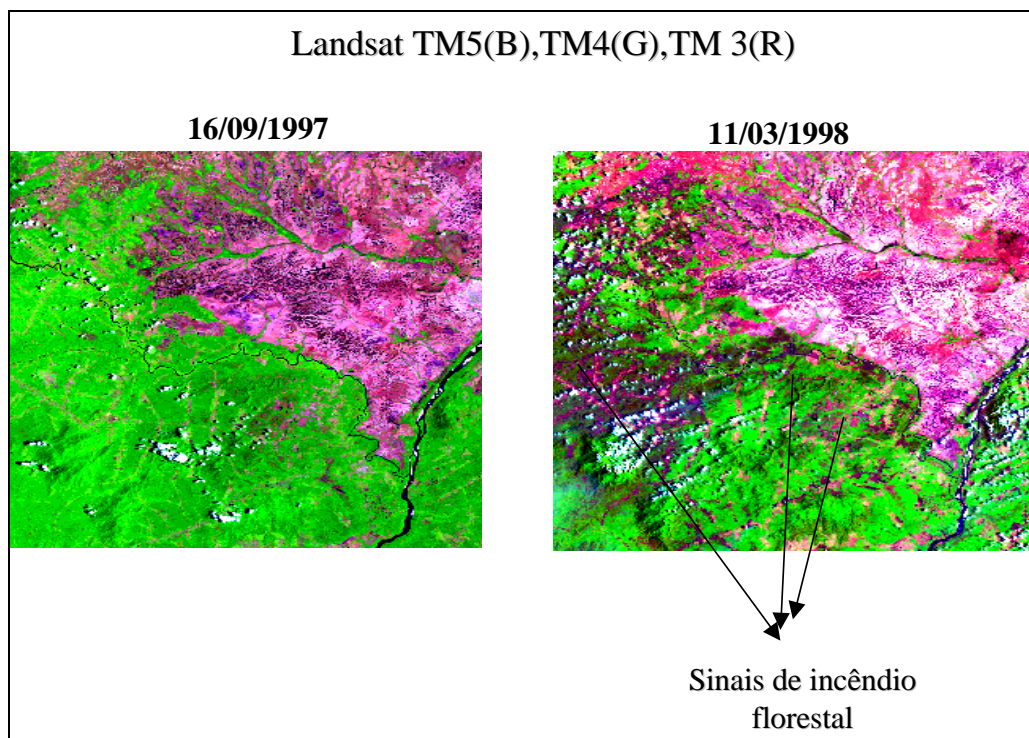 Landsat TM5(B),TM4(G),TM 3(R)
16/09/1997
11/03/1998
Sinais de incêndio
florestal